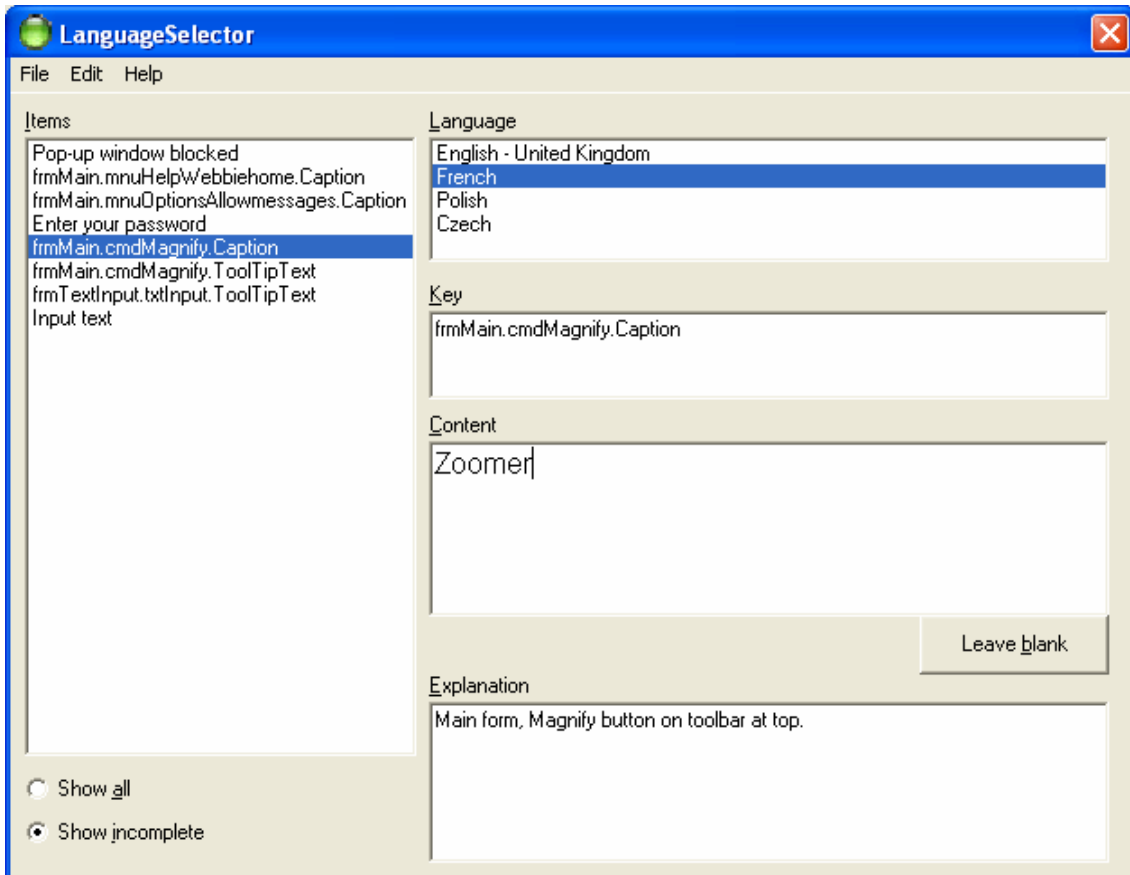 LanguageSelector
File Edit Help
Items
Pop-up window blocked
frmMain.mnuHelpWebbiehome.Caption
frmMain.mnuOptionsAllowmessages.Caption
Enter your password
frmMain.cmdMagnify.Caption
frmMain.cmdMagnify.ToolTipText
frmTextInput.txtInput.ToolTipText
Input text
Show all
Show incomplete
Language
English - United Kingdom
French
Polish
Czech
Key
frmMain.cmdMagnify.Caption
Content
Zoomer
Leave blank
Explanation
Main form, Magnify button on toolbar at top.